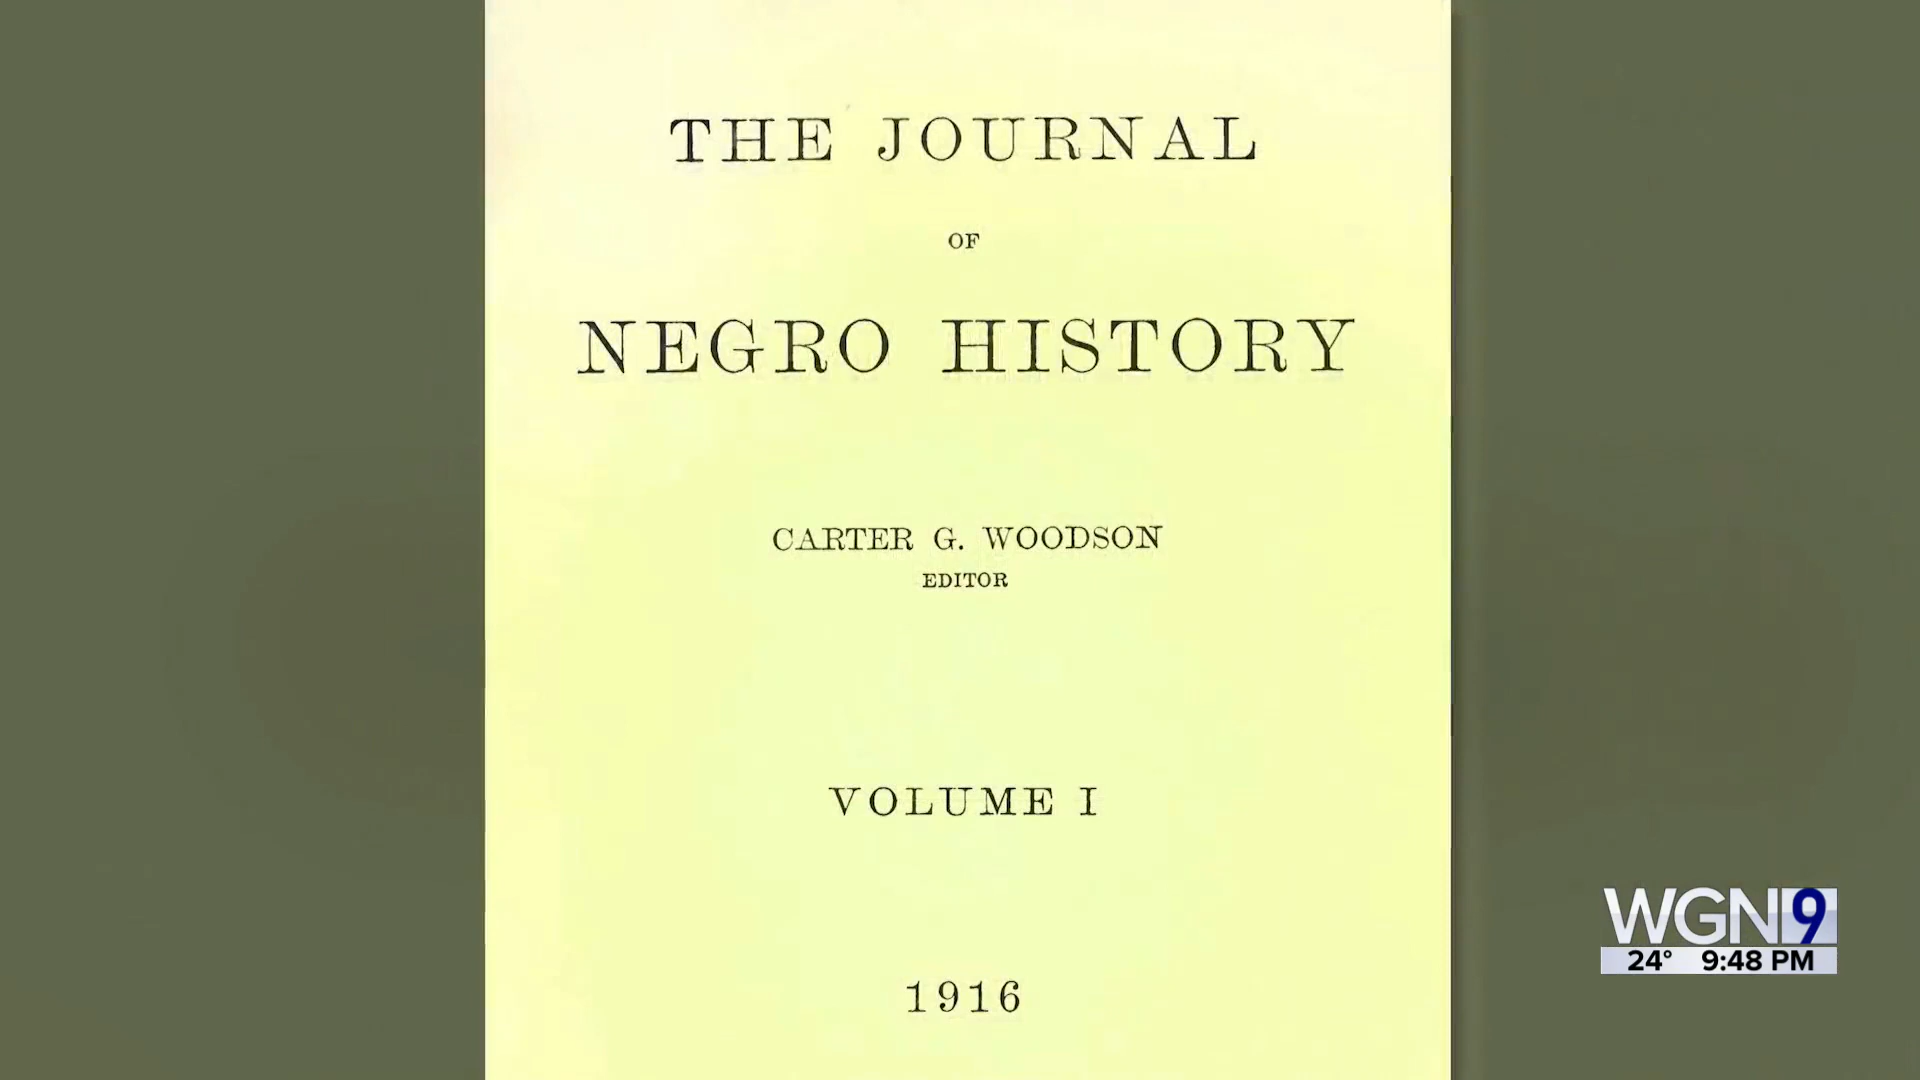 THE JOURNAL
OF
NEGRO HISTORY
CARTER G. WOODSON
EDITOR
VOLUME I
1916
WGN9
24° 9:48 PM